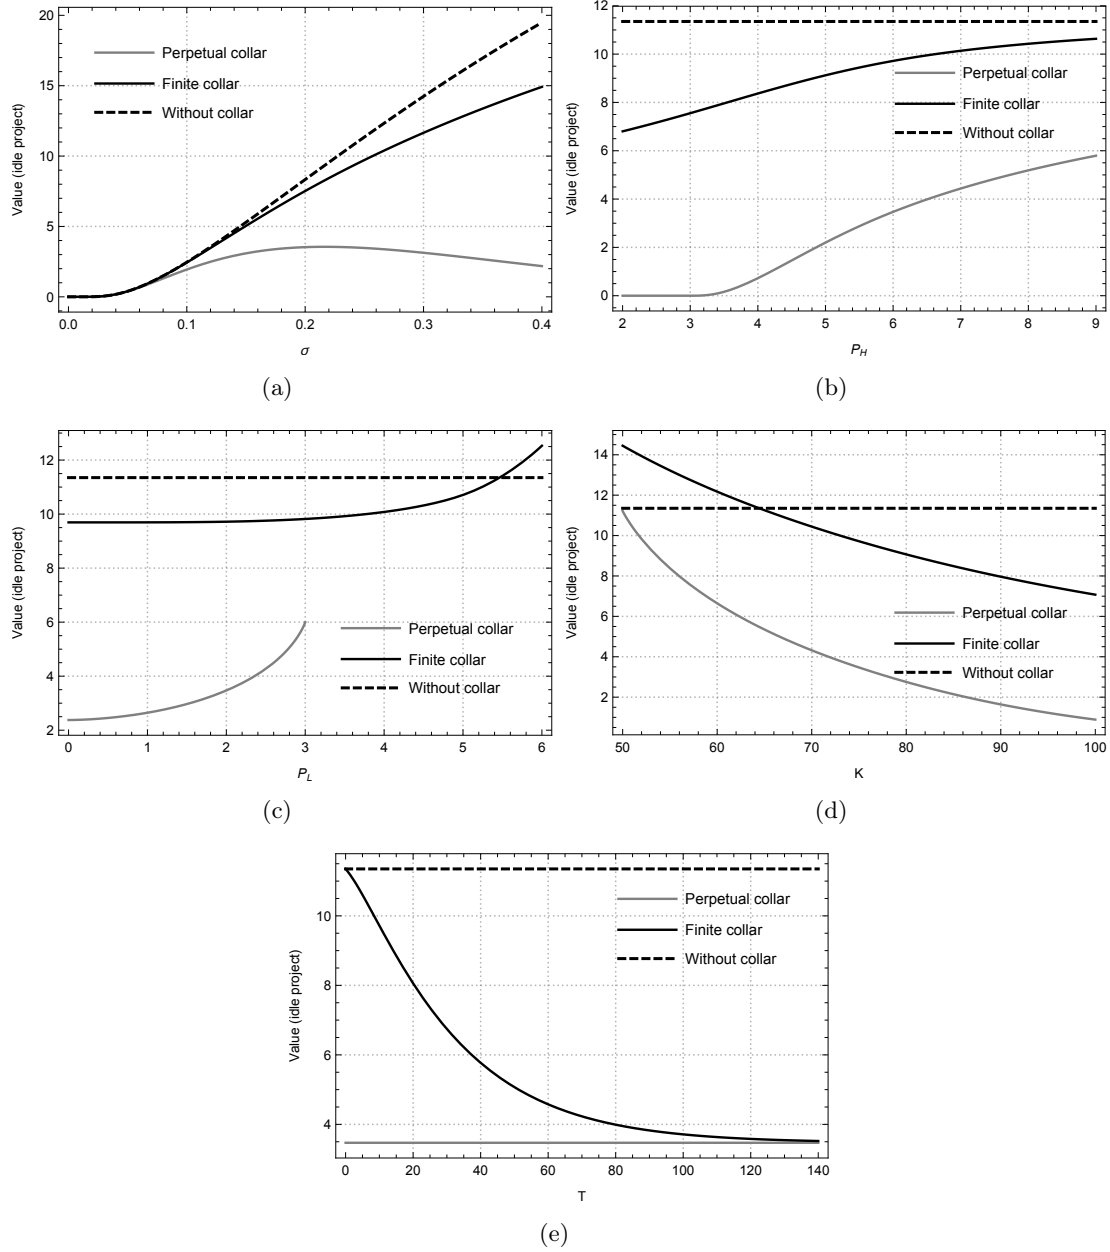 20
15
10
5
0
Value (idle project)
Perpetual collar
Finite collar
Without collar
0.0 0.1 0.2 0.3 0.4
σ
(a)
12
10
8
6
4
2
0
Value (idle project)
Perpetual collar
Finite collar
Without collar
2 3 4 5 6 7 8 9
P_H
(b)
12
10
8
6
4
2
Value (idle project)
Perpetual collar
Finite collar
Without collar
0 1 2 3 4 5 6
P_L
(c)
14
12
10
8
6
4
2
Value (idle project)
Perpetual collar
Finite collar
Without collar
50 60 70 80 90 100
K
(d)
10
8
6
4
Value (idle project)
Perpetual collar
Finite collar
Without collar
0 20 40 60 80 100 120 140
T
(e)